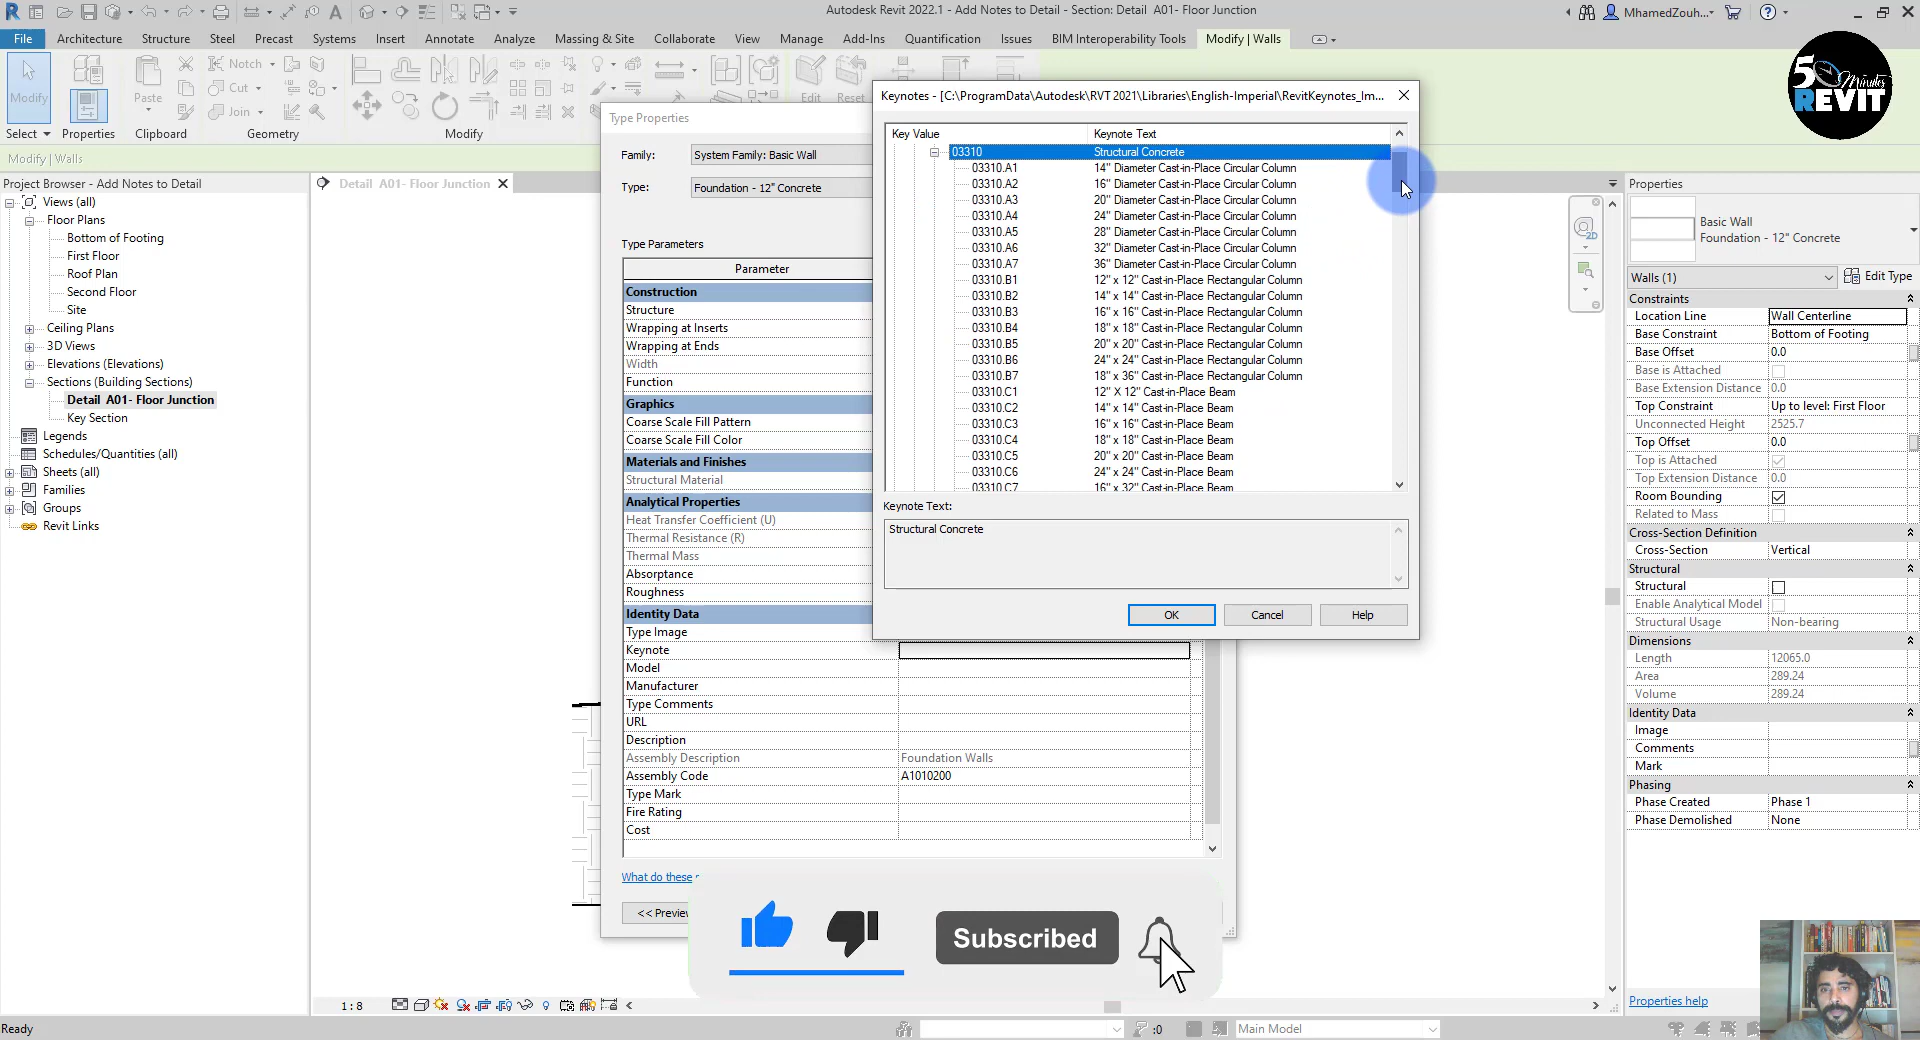 Autodesk Revit 2022.1 - Add Notes to Detail - Section: Detail A01- Floor Junction
MhamedZouh...
File Architecture Structure Steel Precast Systems Insert Annotate Analyze Massing & Site Collaborate View Manage Add-Ins Quantification Issues BIM Interoperability Tools Modify | Walls
Modify
Paste
Notch
Cut
Join
Edit
Reset
Select Properties Clipboard Geometry Modify
5 Minutes
REVIT
Modify | Walls
Project Browser - Add Notes to Detail
Views (all)
Floor Plans
Bottom of Footing
First Floor
Roof Plan
Second Floor
Site
Ceiling Plans
3D Views
Elevations (Elevations)
Sections (Building Sections)
Detail A01- Floor Junction
Key Section
Legends
Schedules/Quantities (all)
Sheets (all)
Families
Groups
Revit Links
Detail A01- Floor Junction
Type Properties
Family: System Family: Basic Wall
Type: Foundation - 12" Concrete
Type Parameters
Parameter
Construction
Structure
Wrapping at Inserts
Wrapping at Ends
Width
Function
Graphics
Coarse Scale Fill Pattern
Coarse Scale Fill Color
Materials and Finishes
Structural Material
Analytical Properties
Heat Transfer Coefficient (U)
Thermal Resistance (R)
Thermal Mass
Absorptance
Roughness
Identity Data
Type Image
Keynote
Model
Manufacturer
Type Comments
URL
Description
Assembly Description Foundation Walls
Assembly Code A1010200
Type Mark
Fire Rating
Cost
What do these
<< Preview
Keynotes - [C:\ProgramData\Autodesk\RVT 2021\Libraries\English-Imperial\RevitKeynotes_Im...
Key Value Keynote Text
03310 Structural Concrete
03310.A1 14" Diameter Cast-in-Place Circular Column
03310.A2 16" Diameter Cast-in-Place Circular Column
03310.A3 20" Diameter Cast-in-Place Circular Column
03310.A4 24" Diameter Cast-in-Place Circular Column
03310.A5 28" Diameter Cast-in-Place Circular Column
03310.A6 32" Diameter Cast-in-Place Circular Column
03310.A7 36" Diameter Cast-in-Place Circular Column
03310.B1 12" x 12" Cast-in-Place Rectangular Column
03310.B2 14" x 14" Cast-in-Place Rectangular Column
03310.B3 16" x 16" Cast-in-Place Rectangular Column
03310.B4 18" x 18" Cast-in-Place Rectangular Column
03310.B5 20" x 20" Cast-in-Place Rectangular Column
03310.B6 24" x 24" Cast-in-Place Rectangular Column
03310.B7 18" x 36" Cast-in-Place Rectangular Column
03310.C1 12" X 12" Cast-in-Place Beam
03310.C2 14" x 14" Cast-in-Place Beam
03310.C3 16" x 16" Cast-in-Place Beam
03310.C4 18" x 18" Cast-in-Place Beam
03310.C5 20" x 20" Cast-in-Place Beam
03310.C6 24" x 24" Cast-in-Place Beam
03310.C7 16" x 32" Cast-in-Place Beam
Keynote Text:
Structural Concrete
OK Cancel Help
Subscribed
2D
Properties
Basic Wall
Foundation - 12" Concrete
Walls (1) Edit Type
Constraints
Location Line Wall Centerline
Base Constraint Bottom of Footing
Base Offset 0.0
Base is Attached
Base Extension Distance 0.0
Top Constraint Up to level: First Floor
Unconnected Height 2525.7
Top Offset 0.0
Top is Attached
Top Extension Distance 0.0
Room Bounding
Related to Mass
Cross-Section Definition
Cross-Section Vertical
Structural
Structural
Enable Analytical Model
Structural Usage Non-bearing
Dimensions
Length 12065.0
Area 289.24
Volume 289.24
Identity Data
Image
Comments
Mark
Phasing
Phase Created Phase 1
Phase Demolished None
Properties help
1:8
Ready
:0
Main Model